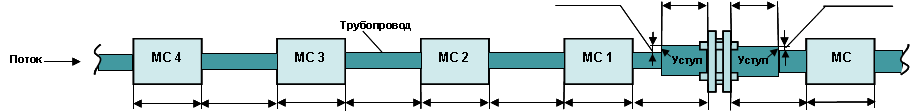 Трубопровод
Поток
МС 4
МС 3
МС 2
МС 1
Уступ
Уступ
МС